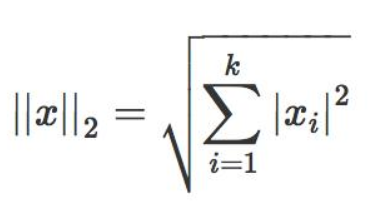 ||x||₂ = √(∑_{i=1}^{k} |xᵢ|²)